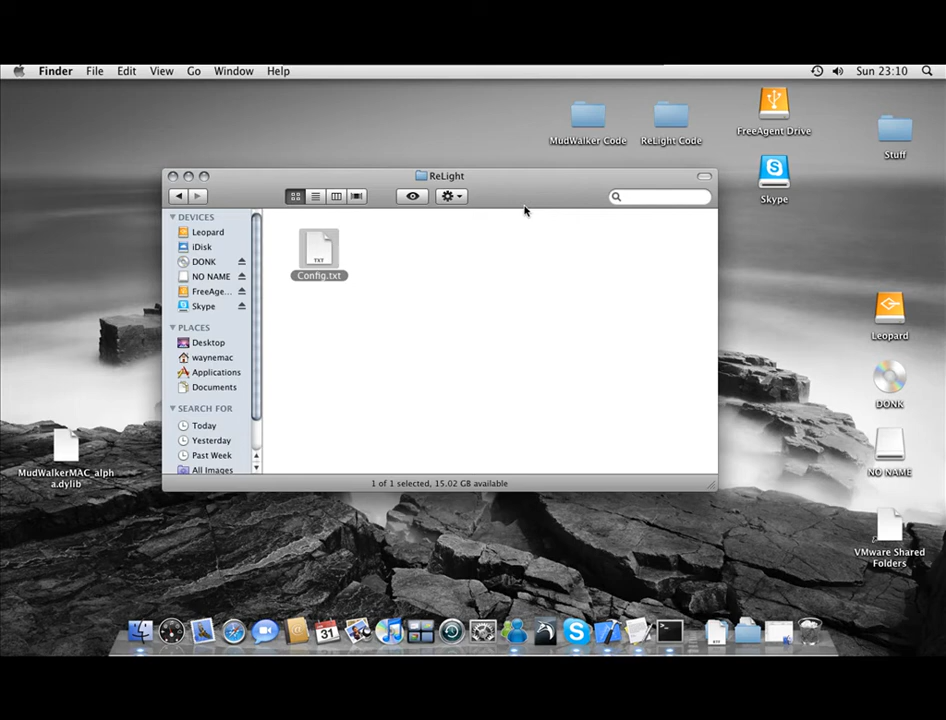 Finder File Edit View Go Window Help Sun 23:10
MudWalker Code
ReLight Code
FreeAgent Drive
Stuff
Skype
ReLight
DEVICES
Leopard
iDisk
DONK
NO NAME
FreeAge...
Skype
PLACES
Desktop
waynemac
Applications
Documents
SEARCH FOR
Today
Yesterday
Past Week
All Images
TXT
Config.txt
1 of 1 selected, 15.02 GB available
MudWalkerMAC_alph
a.dylib
Leopard
DONK
NO NAME
VMware Shared
Folders
31